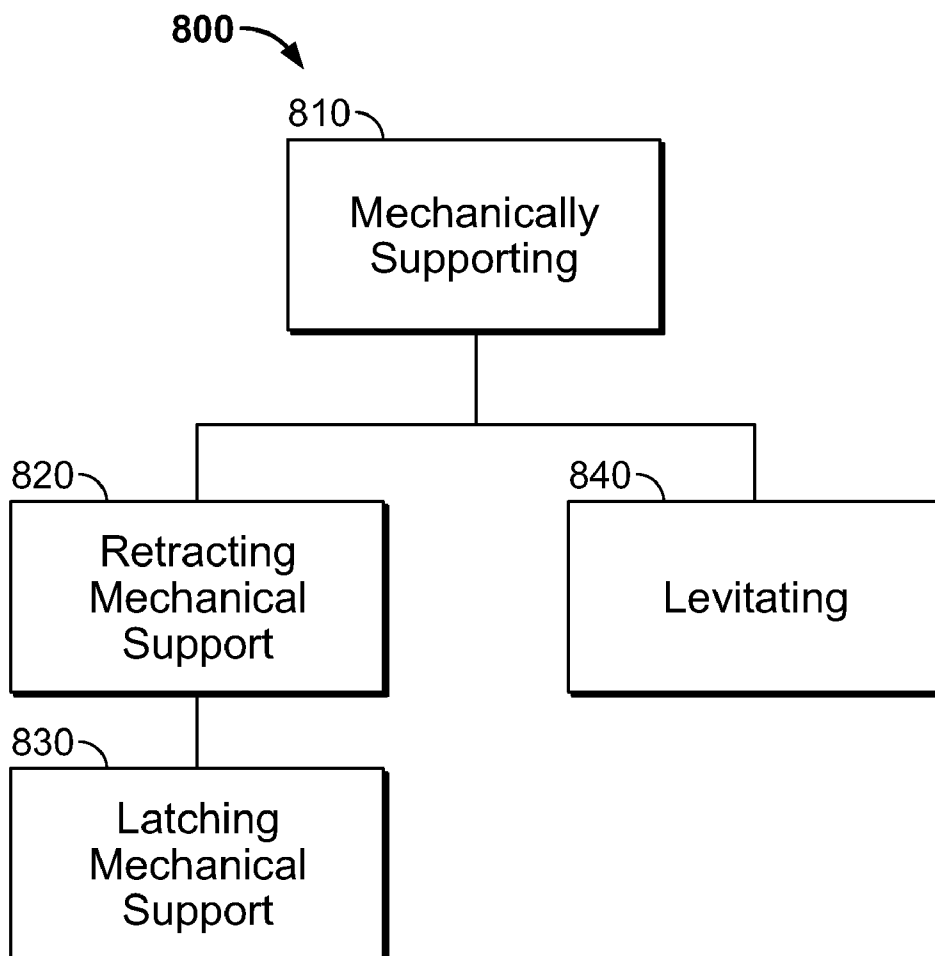 800
810
Mechanically
Supporting
820
Retracting
Mechanical
Support
840
Levitating
830
Latching
Mechanical
Support